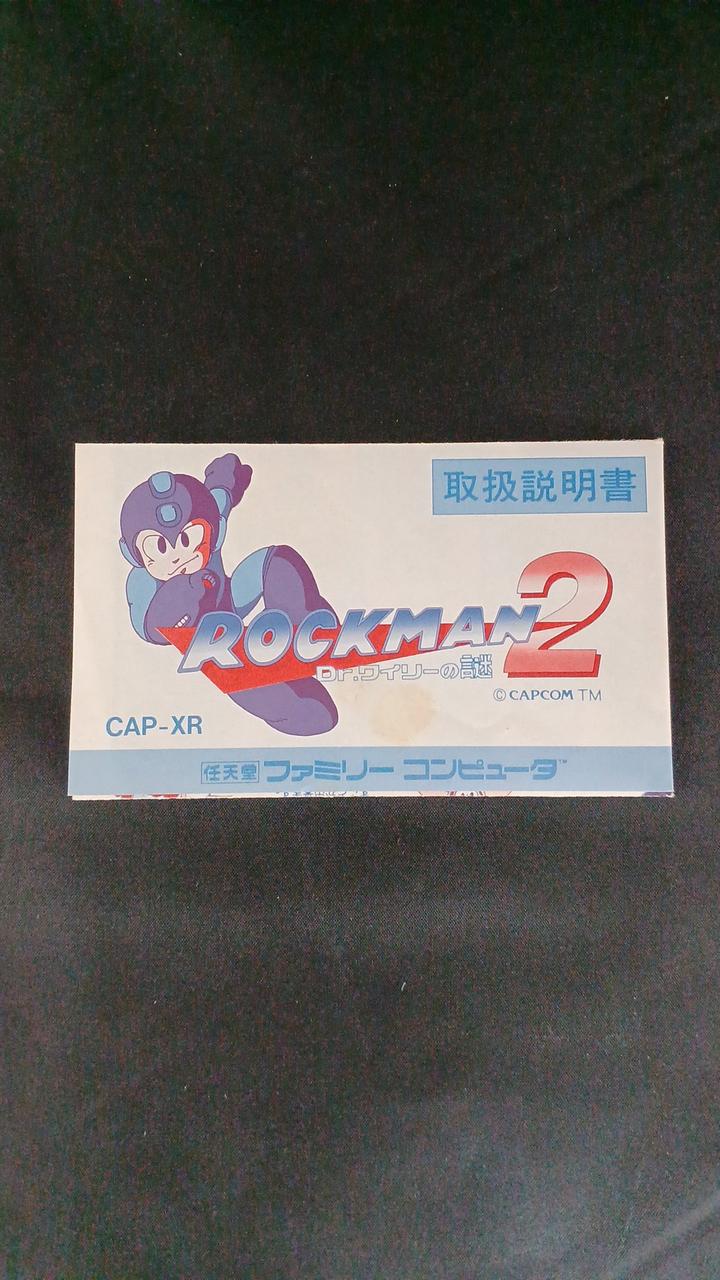 取扱説明書
ROCKMAN 2
Dr.ワイリーの謎
© CAPCOM TM
CAP-XR
任天堂 ファミリー コンピュータ™